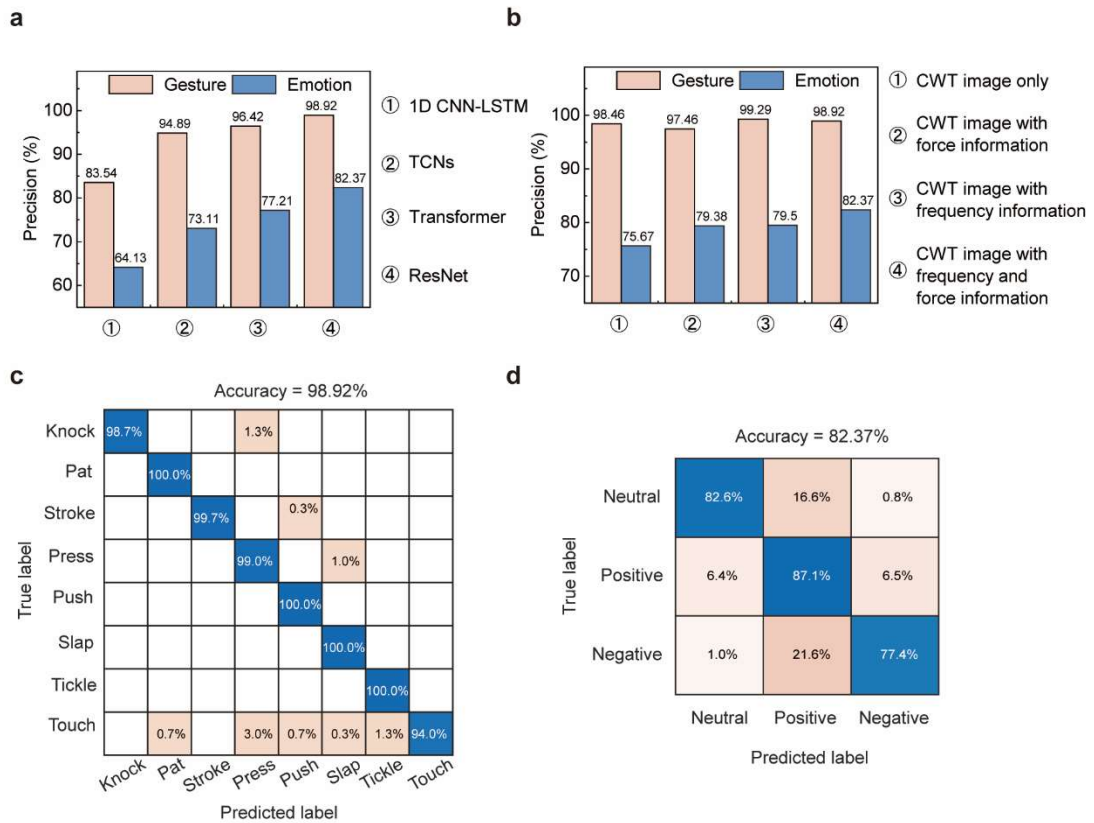 a
Gesture Emotion
Precision (%)
100
90
80
70
60
83.54
64.13
94.89
73.11
96.42
77.21
98.92
82.37
① ② ③ ④
① 1D CNN-LSTM
② TCNs
③ Transformer
④ ResNet
b
Gesture Emotion
Precision (%)
100
90
80
70
98.46
75.67
97.46
79.38
99.29
79.5
98.92
82.37
① ② ③ ④
① CWT image only
② CWT image with
force information
③ CWT image with
frequency information
④ CWT image with
frequency and
force information
c
Accuracy = 98.92%
True label
Knock 98.7% 1.3%
Pat 100.0%
Stroke 99.7% 0.3%
Press 99.0% 1.0%
Push 100.0%
Slap 100.0%
Tickle 100.0%
Touch 0.7% 3.0% 0.7% 0.3% 1.3% 94.0%
Knock Pat Stroke Press Push Slap Tickle Touch
Predicted label
d
Accuracy = 82.37%
True label
Neutral 82.6% 16.6% 0.8%
Positive 6.4% 87.1% 6.5%
Negative 1.0% 21.6% 77.4%
Neutral Positive Negative
Predicted label